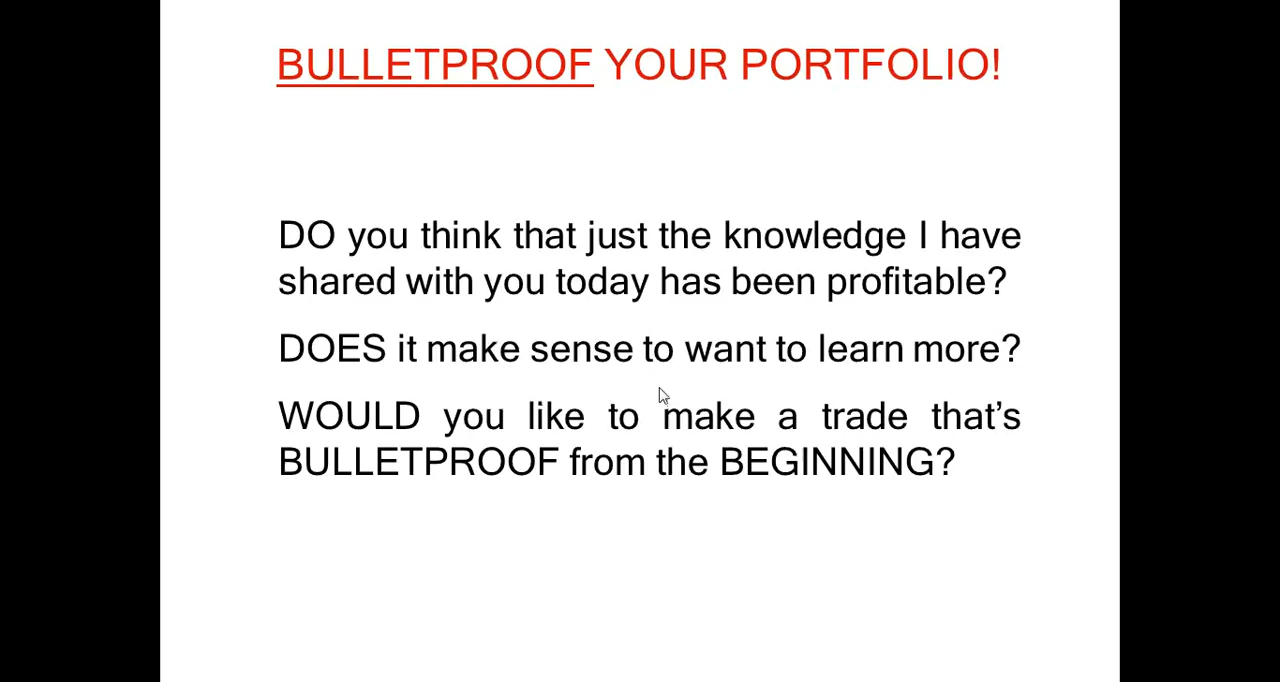 BULLETPROOF YOUR PORTFOLIO!
DO you think that just the knowledge I have
shared with you today has been profitable?
DOES it make sense to want to learn more?
WOULD you like to make a trade that’s
BULLETPROOF from the BEGINNING?